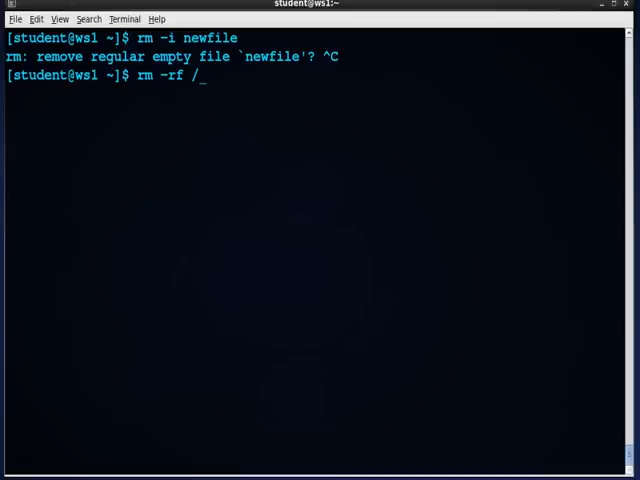 student@ws1:~
File Edit View Search Terminal Help
[student@ws1 ~]$ rm -i newfile
rm: remove regular empty file `newfile'? ^C
[student@ws1 ~]$ rm -rf /_